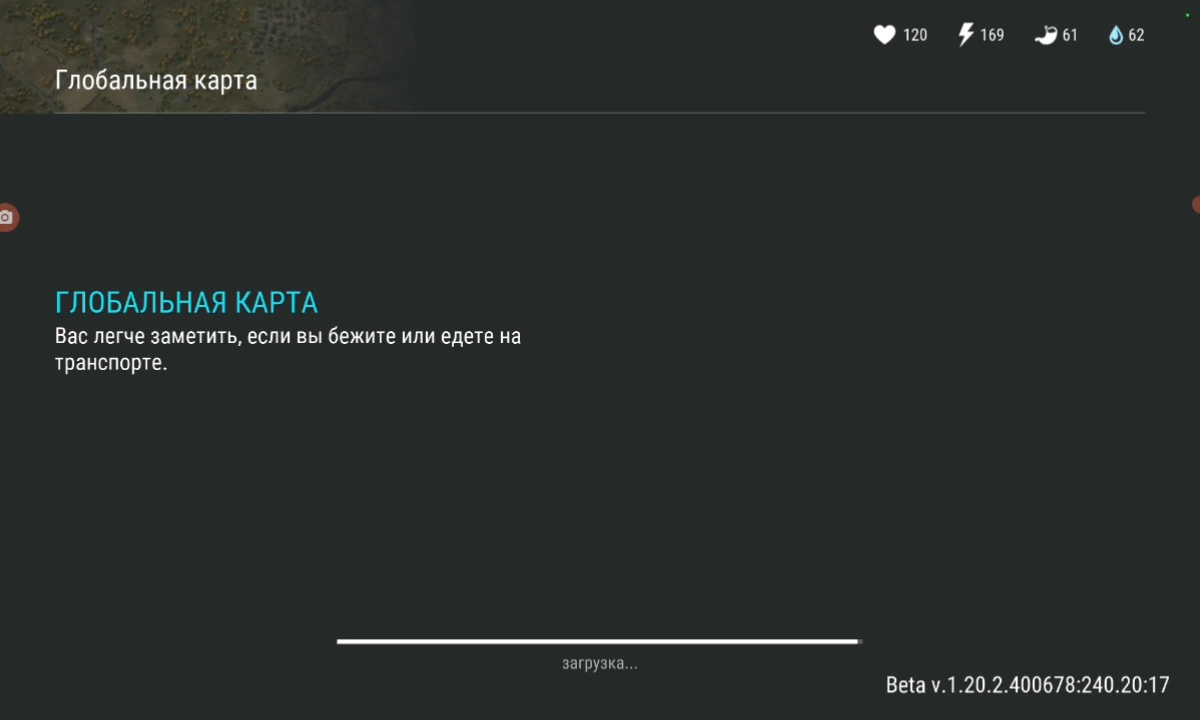 120 169 61 62
Глобальная карта
ГЛОБАЛЬНАЯ КАРТА
Вас легче заметить, если вы бежите или едете на
транспорте.
загрузка...
Beta v.1.20.2.400678:240.20:17